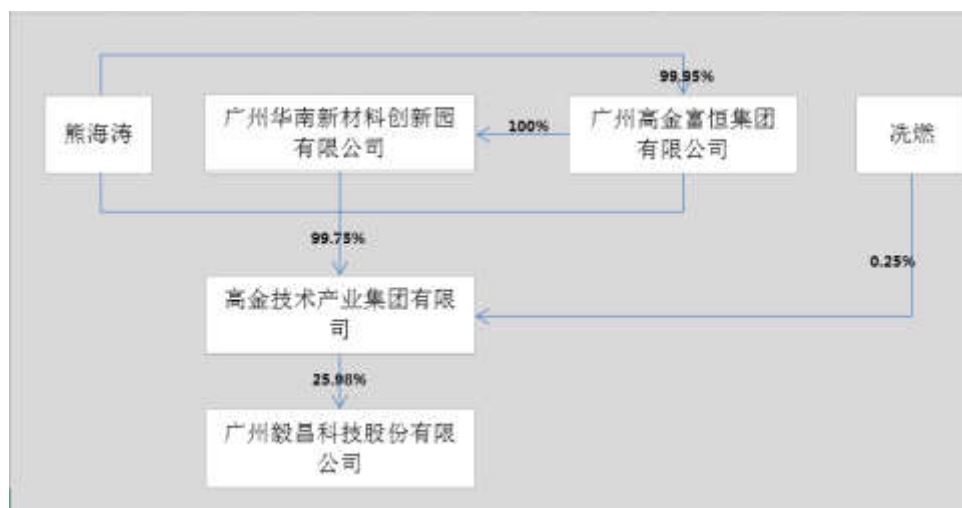 99.95%
熊海涛
广州华南新材料创新园
有限公司
100%
广州高金富恒集团
有限公司
冼燃
99.75%
0.25%
高金技术产业集团有限
司
25.98%
广州毅昌科技股份有限
公司